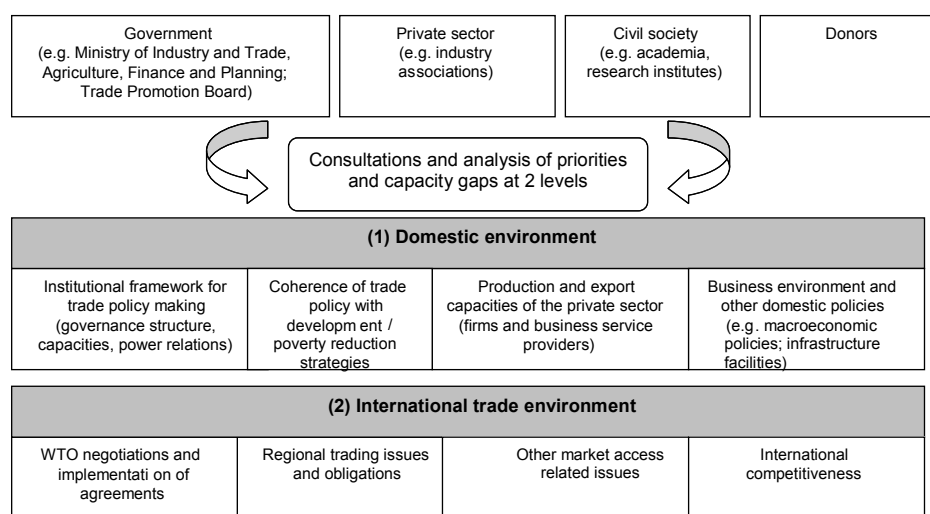 Government
(e.g. Ministry of Industry and Trade,
Agriculture, Finance and Planning;
Trade Promotion Board)
Private sector
(e.g. industry
associations)
Civil society
(e.g. academia,
research institutes)
Donors
Consultations and analysis of priorities
and capacity gaps at 2 levels
(1) Domestic environment
Institutional framework for
trade policy making
(governance structure,
capacities, power relations)
Coherence of trade
policy with
developm ent /
poverty reduction
strategies
Production and export
capacities of the private sector
(firms and business service
providers)
Business environment and
other domestic policies
(e.g. macroeconomic
policies; infrastructure
facilities)
(2) International trade environment
WTO negotiations and
implementati on of
agreements
Regional trading issues
and obligations
Other market access
related issues
International
competitiveness